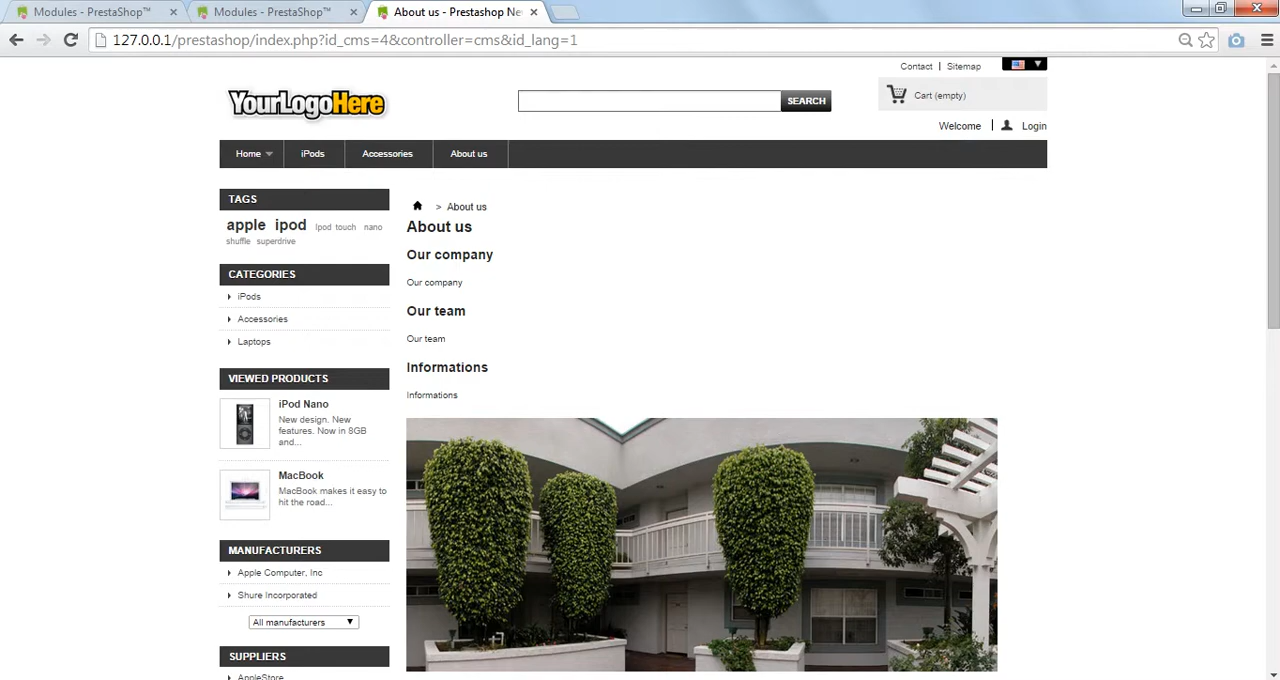 Modules - PrestaShop™
Modules - PrestaShop™
About us - Prestashop Ne
127.0.0.1/prestashop/index.php?id_cms=4&controller=cms&id_lang=1
Contact | Sitemap
YourLogoHere
SEARCH
Cart (empty)
Welcome | Login
Home
iPods
Accessories
About us
TAGS
apple ipod Ipod touch nano
shuffle superdrive
CATEGORIES
iPods
Accessories
Laptops
VIEWED PRODUCTS
iPod Nano
New design. New
features. Now in 8GB
and...
MacBook
MacBook makes it easy to
hit the road...
MANUFACTURERS
Apple Computer, Inc
Shure Incorporated
All manufacturers
SUPPLIERS
AppleStore
> About us
About us
Our company
Our company
Our team
Our team
Informations
Informations